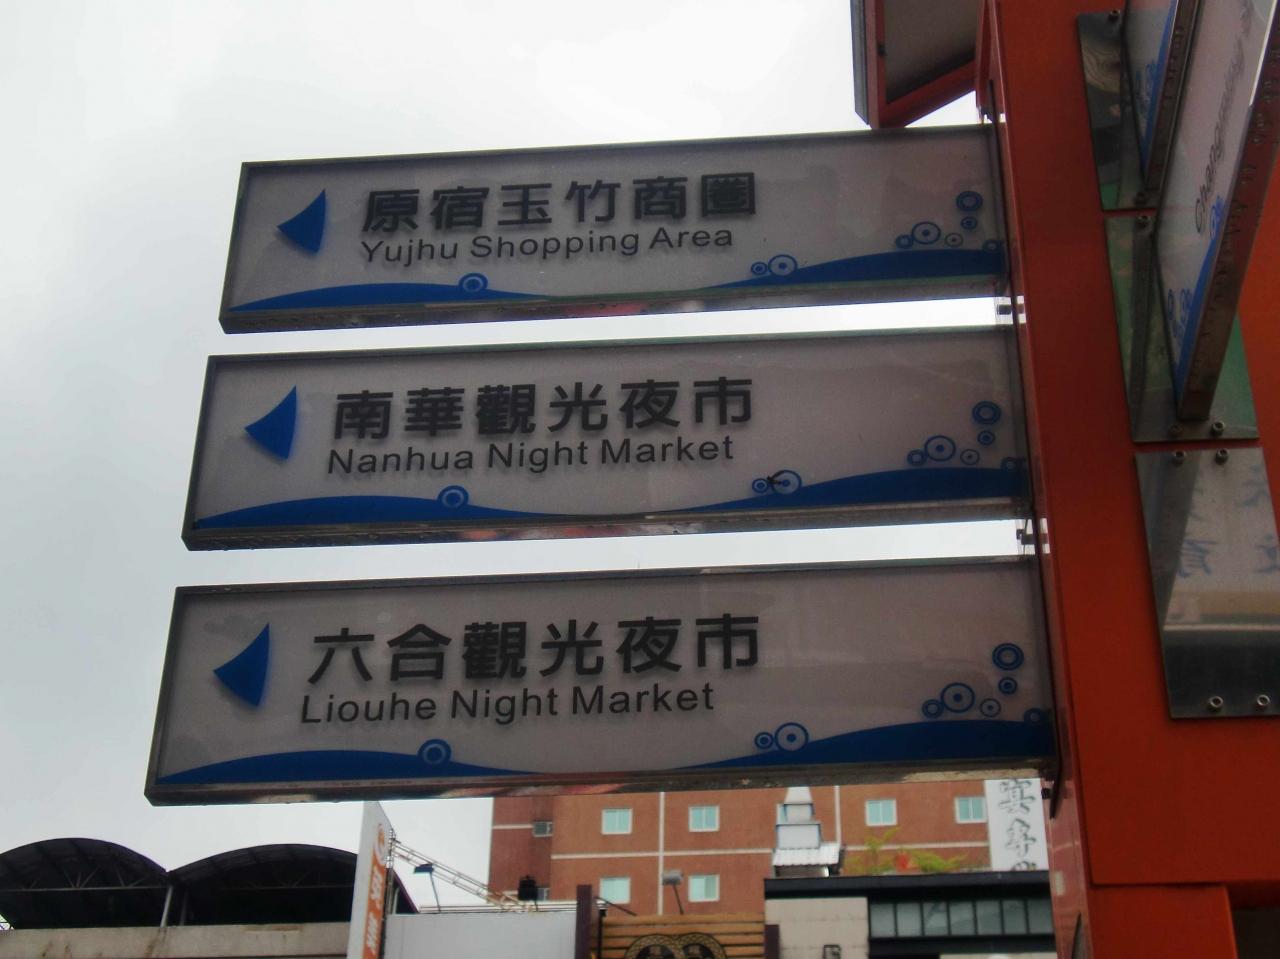 原宿玉竹商圈
Yujhu Shopping Area
南華觀光夜市
Nanhua Night Market
六合觀光夜市
Liouhe Night Market